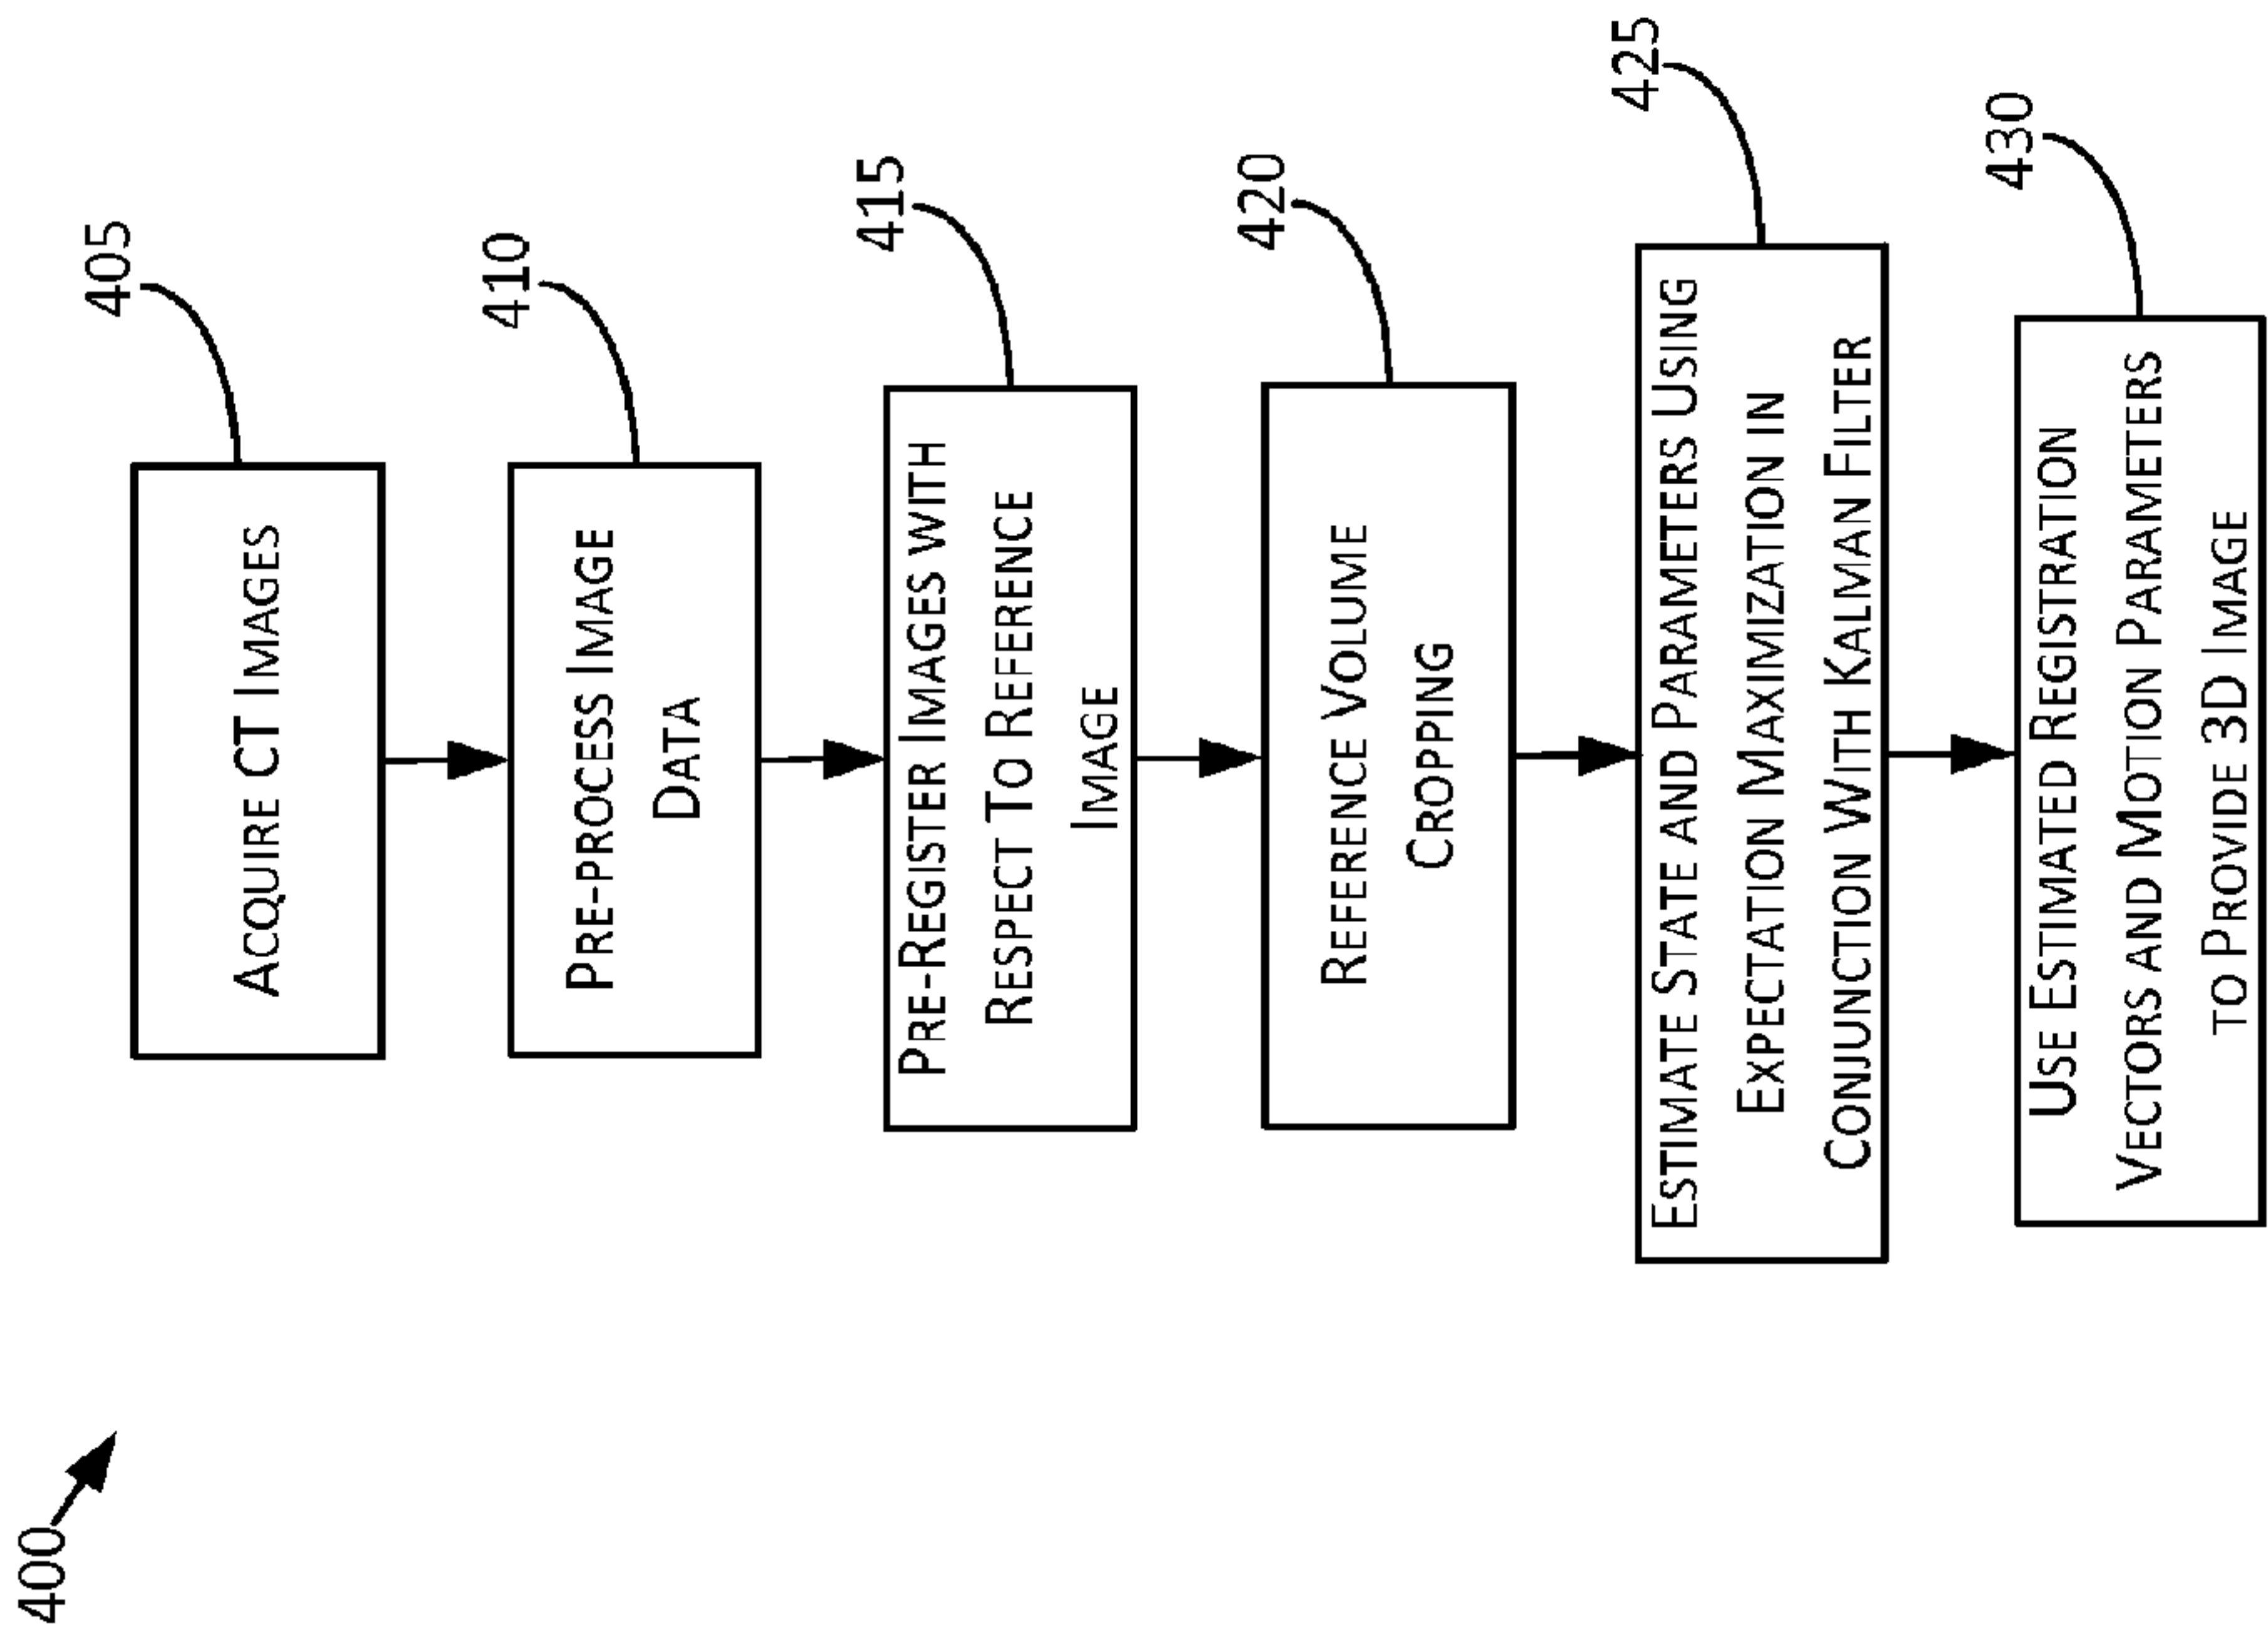 400
405
ACQUIRE CT IMAGES
410
PRE-PROCESS IMAGE
DATA
415
PRE-REGISTER IMAGES WITH
RESPECT TO REFERENCE
IMAGE
420
REFERENCE VOLUME
CROPPING
425
ESTIMATE STATE AND PARAMETERS USING
EXPECTATION MAXIMIZATION IN
CONJUNCTION WITH KALMAN FILTER
430
USE ESTIMATED REGISTRATION
VECTORS AND MOTION PARAMETERS
TO PROVIDE 3D IMAGE